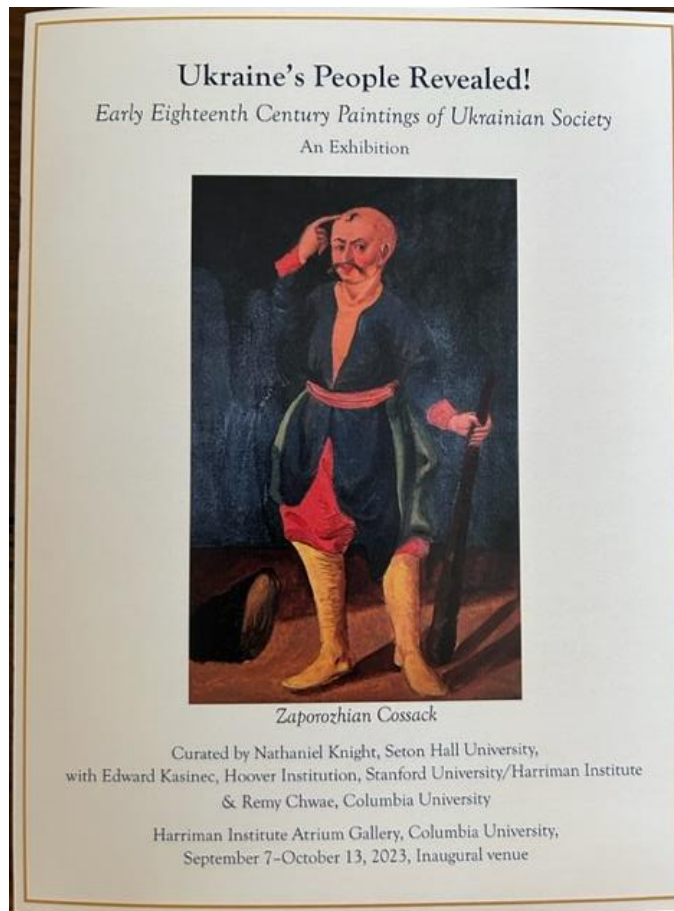 Ukraine's People Revealed!
Early Eighteenth Century Paintings of Ukrainian Society
An Exhibition
Zaporozhian Cossack
Curated by Nathaniel Knight, Seton Hall University,
with Edward Kasinec, Hoover Institution, Stanford University/Harriman Institute
& Remy Chwae, Columbia University
Harriman Institute Atrium Gallery, Columbia University,
September 7–October 13, 2023, Inaugural venue